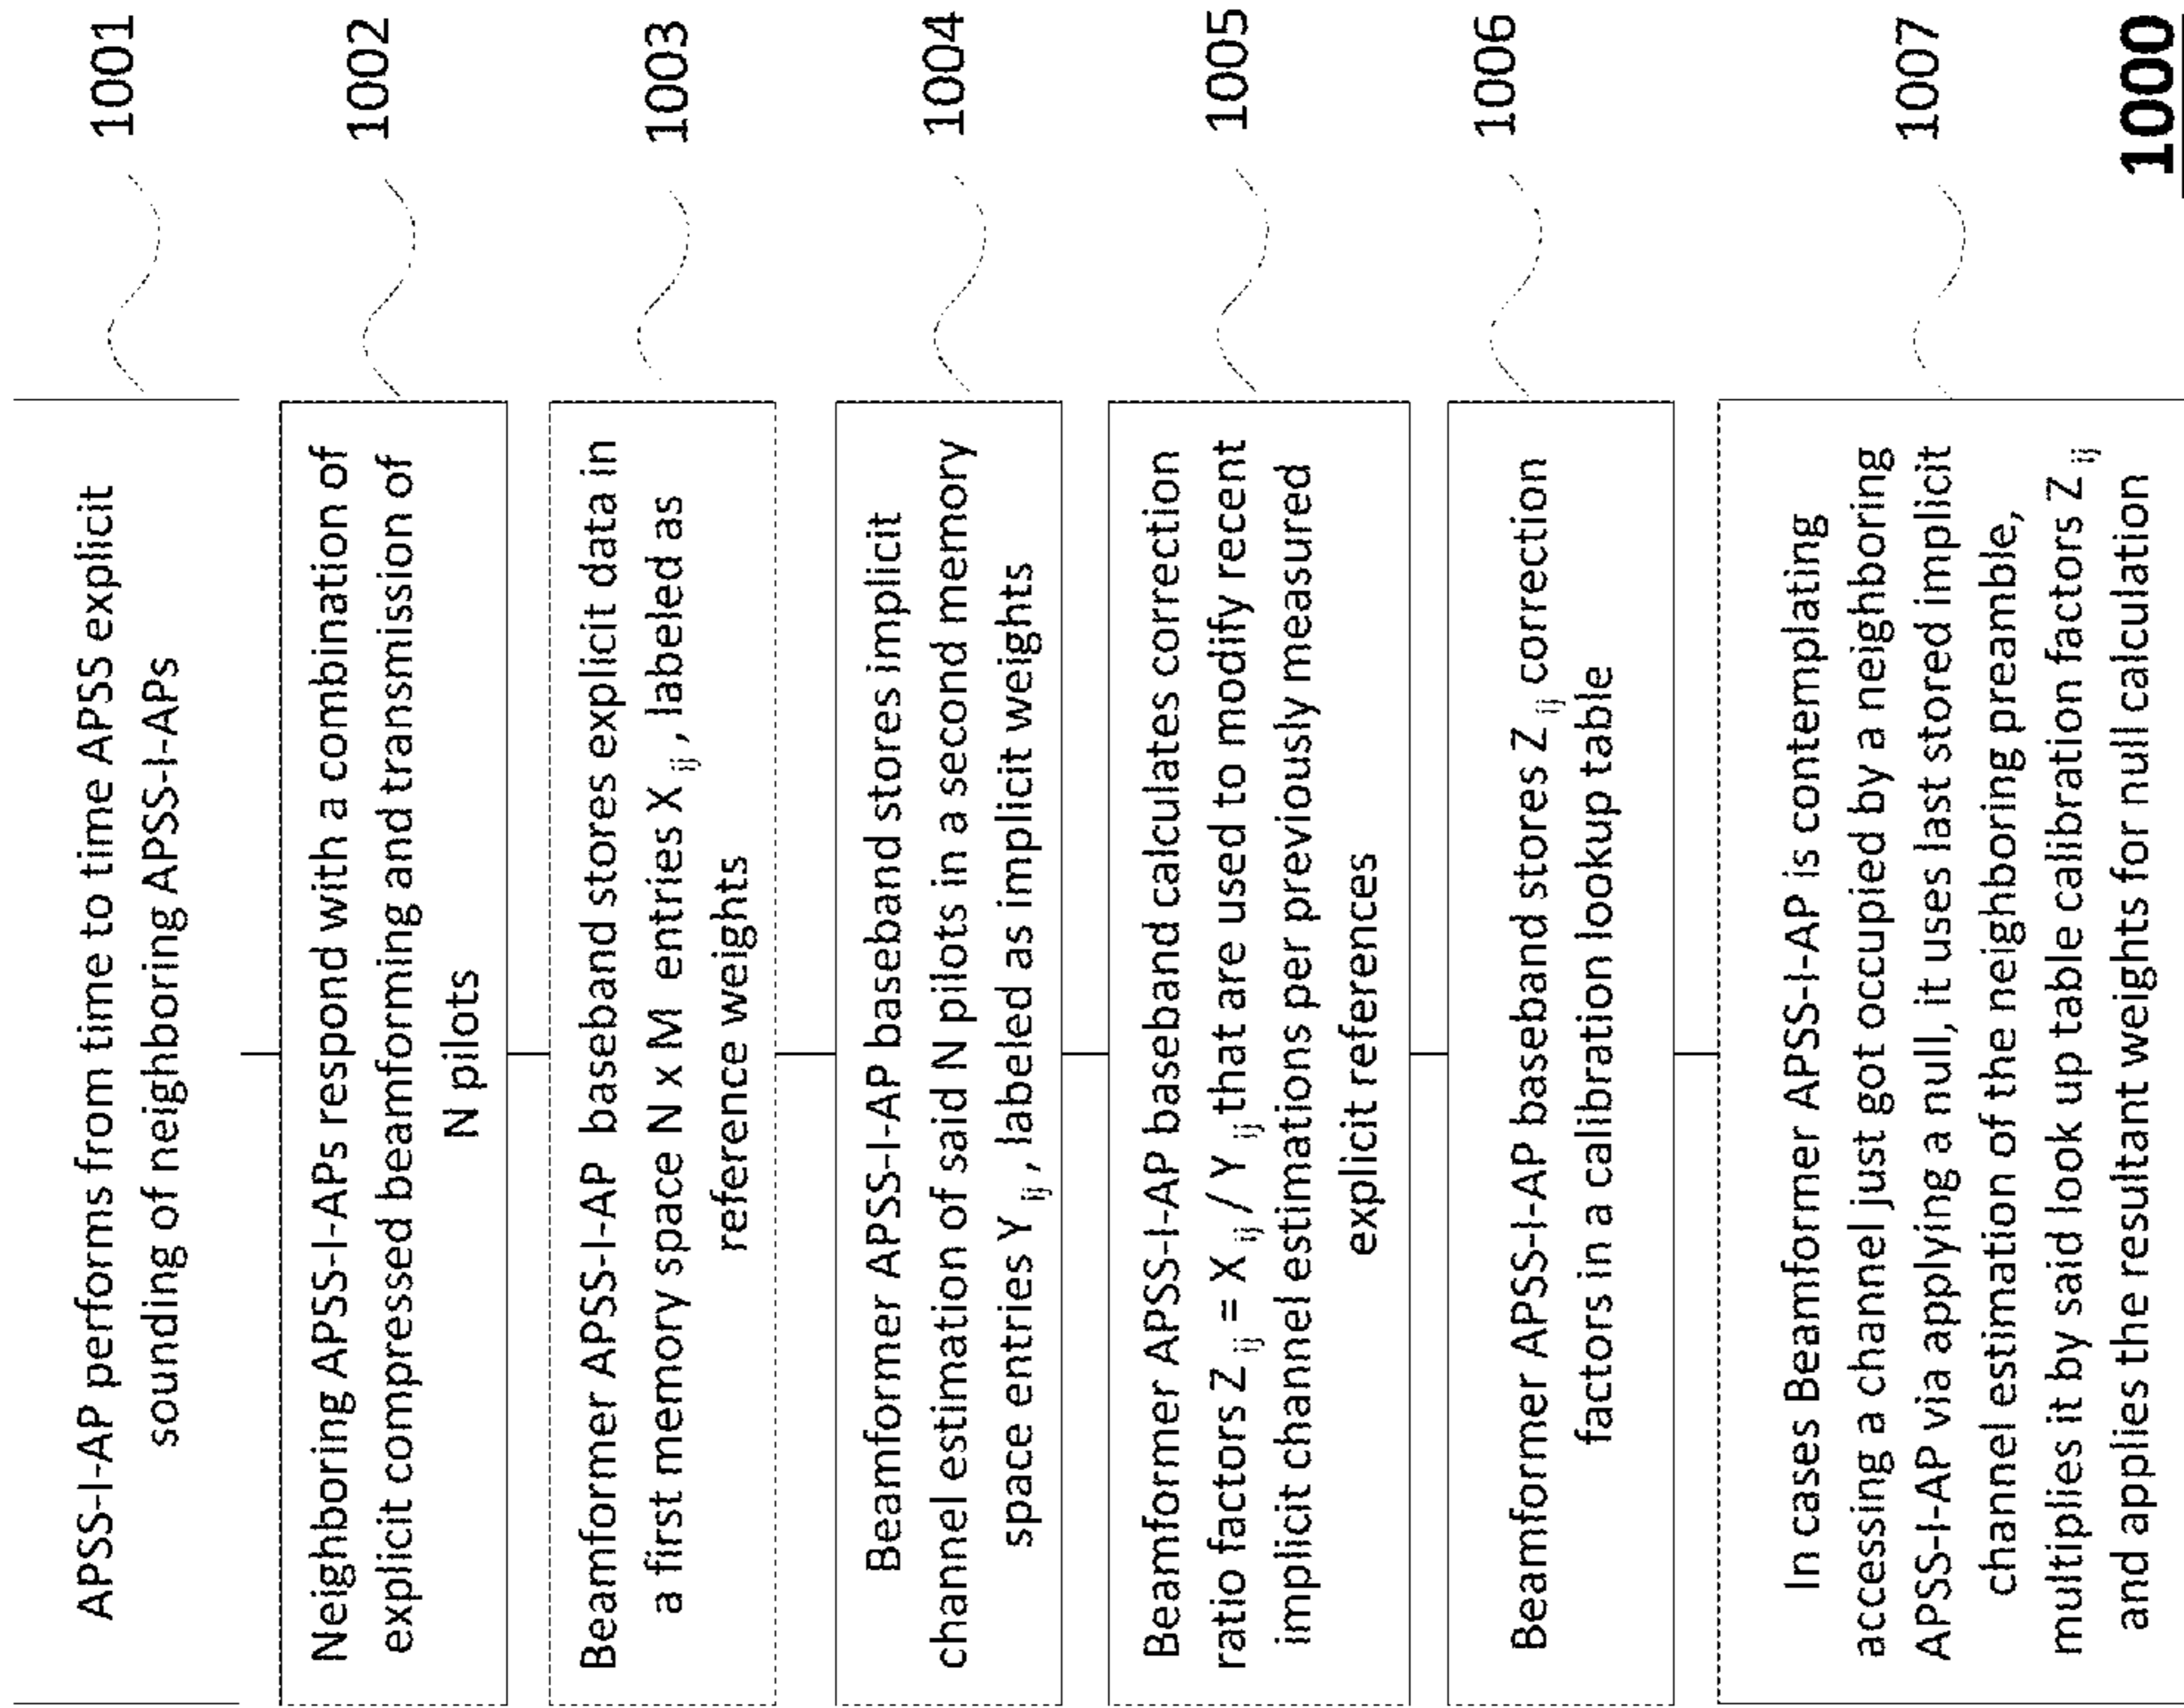 APSS-I-AP performs from time to time APSS explicit
sounding of neighboring APSS-I-APs
1001
Neighboring APSS-I-APs respond with a combination of
explicit compressed beamforming and transmission of
N pilots
1002
Beamformer APSS-I-AP baseband stores explicit data in
a first memory space N x M entries X ij , labeled as
reference weights
1003
Beamformer APSS-I-AP baseband stores implicit
channel estimation of said N pilots in a second memory
space entries Y ij , labeled as implicit weights
1004
Beamformer APSS-I-AP baseband calculates correction
ratio factors Z ij = X ij / Y ij that are used to modify recent
implicit channel estimations per previously measured
explicit references
1005
Beamformer APSS-I-AP baseband stores Z ij correction
factors in a calibration lookup table
1006
In cases Beamformer APSS-I-AP is contemplating
accessing a channel just got occupied by a neighboring
APSS-I-AP via applying a null, it uses last stored implicit
channel estimation of the neighboring preamble,
multiplies it by said look up table calibration factors Z ij
and applies the resultant weights for null calculation
1007
1000